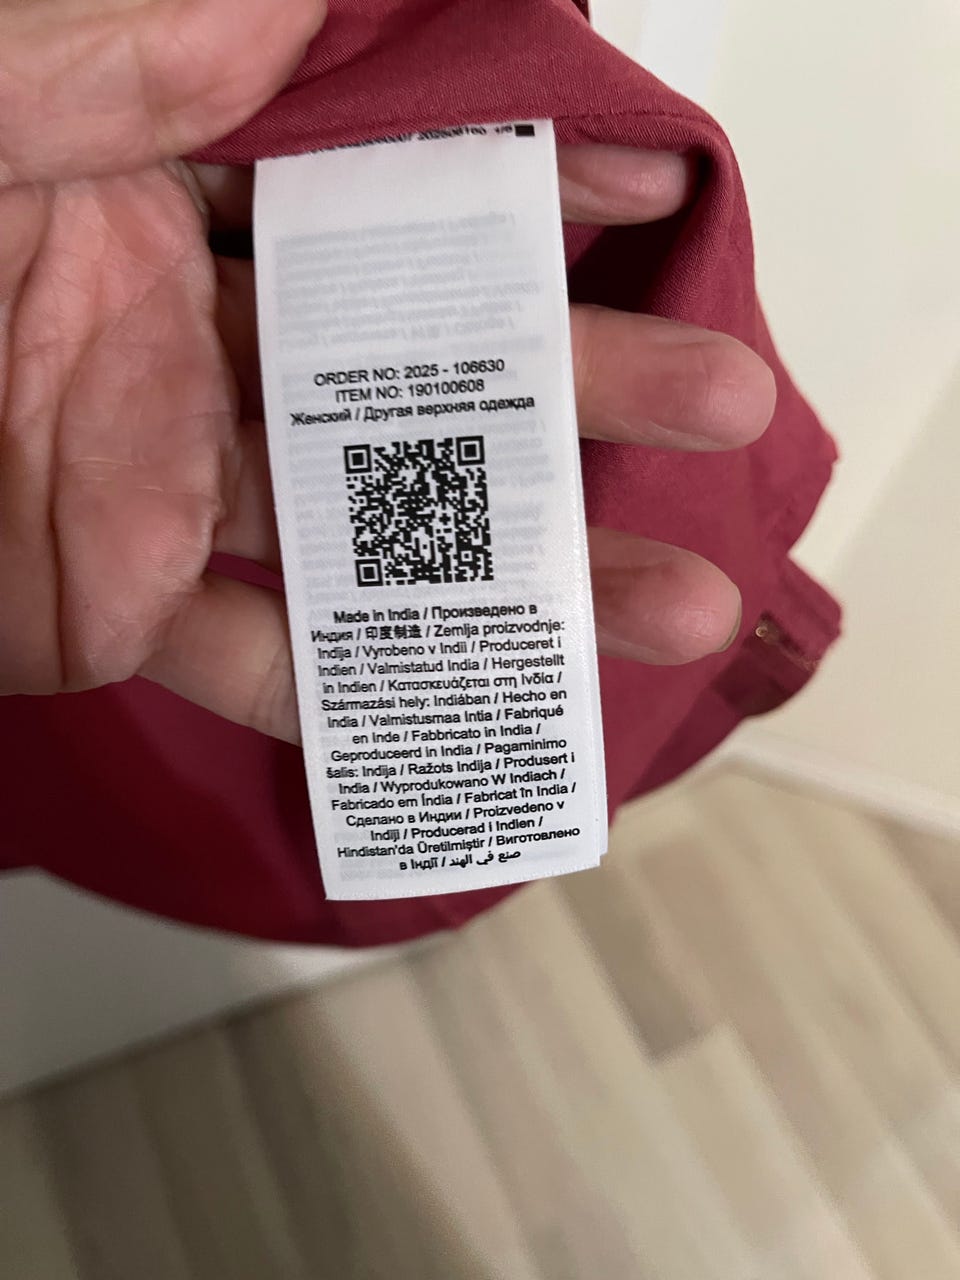 ORDER NO: 2025 - 106630
ITEM NO: 190100608
Женский / Другая верхняя одежда
Made in India / Произведено в
Индия / 印度制造 / Zemlja proizvodnje:
Indija / Vyrobeno v Indii / Produceret i
Indien / Valmistatud India / Hergestellt
in Indien / Κατασκευάζεται στη Ινδία /
Származási hely: Indiában / Hecho en
India / Valmistusmaa Intia / Fabriqué
en Inde / Fabbricato in India /
Geproduceerd in India / Pagaminimo
šalis: Indija / Ražots Indija / Produsert i
India / Wyprodukowano W Indiach /
Fabricado em Índia / Fabricat în India /
Сделано в Индии / Proizvedeno v
Indiji / Producerad i Indien /
Hindistan'da Üretilmiştir / Виготовлено
в Індії / صنع في الهند